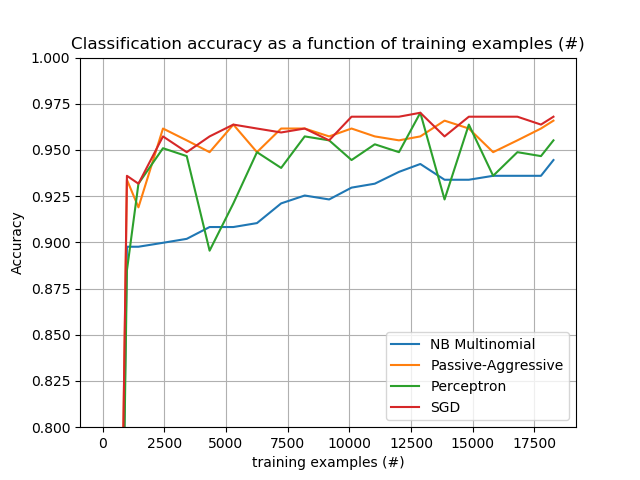 Classification accuracy as a function of training examples (#)
1.000
0.975
0.950
0.925
0.900
0.875
0.850
0.825
0.800
Accuracy
NB Multinomial
Passive-Aggressive
Perceptron
SGD
0 2500 5000 7500 10000 12500 15000 17500
training examples (#)